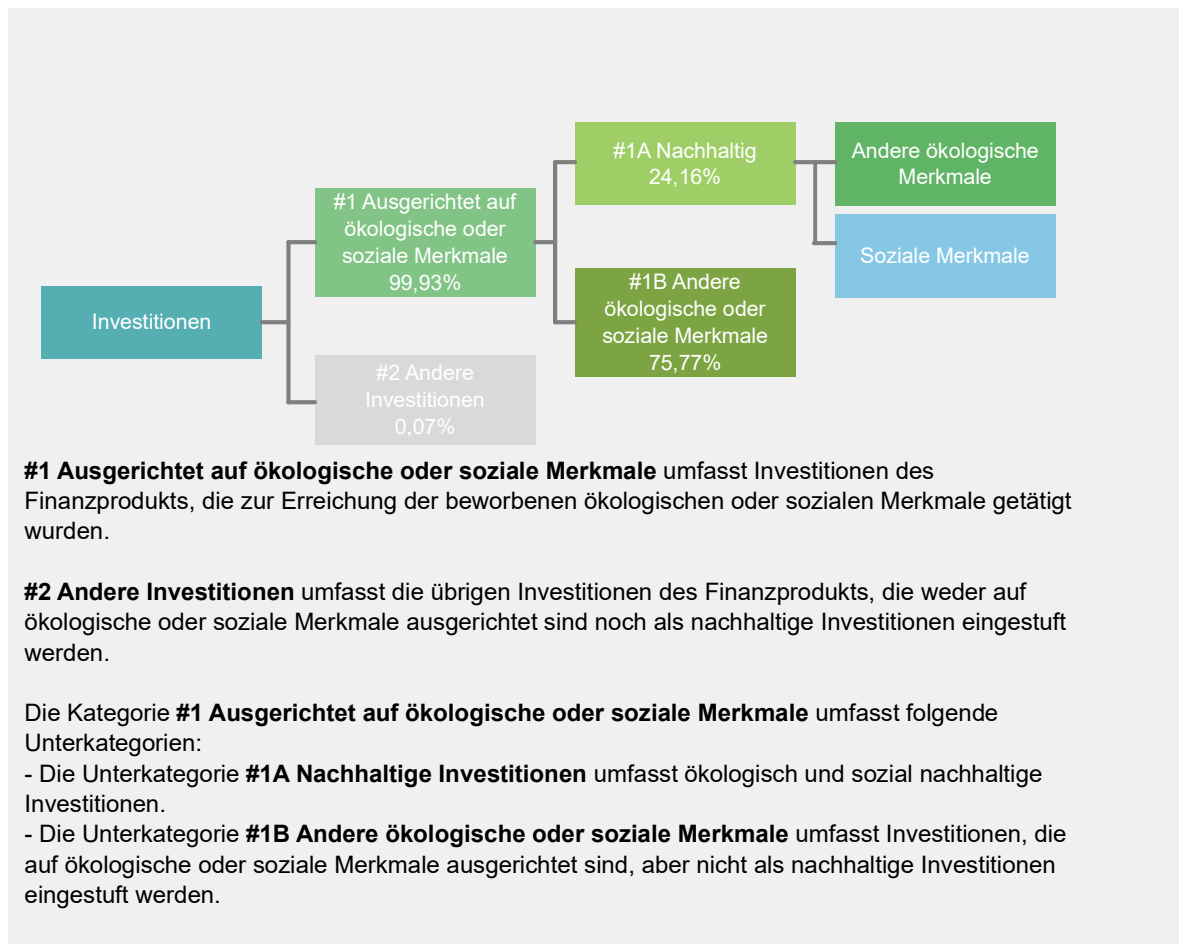 Investitionen
#1 Ausgerichtet auf
ökologische oder
soziale Merkmale
99,93%
#2 Andere
Investitionen
0,07%
#1A Nachhaltig
24,16%
#1B Andere
ökologische oder
soziale Merkmale
75,77%
Andere ökologische
Merkmale
Soziale Merkmale
#1 Ausgerichtet auf ökologische oder soziale Merkmale umfasst Investitionen des
Finanzprodukts, die zur Erreichung der beworbenen ökologischen oder sozialen Merkmale getätigt
wurden.
#2 Andere Investitionen umfasst die übrigen Investitionen des Finanzprodukts, die weder auf
ökologische oder soziale Merkmale ausgerichtet sind noch als nachhaltige Investitionen eingestuft
werden.
Die Kategorie #1 Ausgerichtet auf ökologische oder soziale Merkmale umfasst folgende
Unterkategorien:
- Die Unterkategorie #1A Nachhaltige Investitionen umfasst ökologisch und sozial nachhaltige
Investitionen.
- Die Unterkategorie #1B Andere ökologische oder soziale Merkmale umfasst Investitionen, die
auf ökologische oder soziale Merkmale ausgerichtet sind, aber nicht als nachhaltige Investitionen
eingestuft werden.